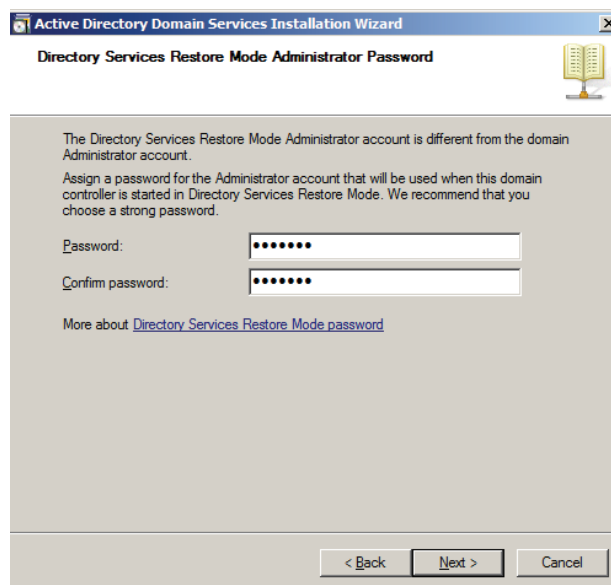 Active Directory Domain Services Installation Wizard
Directory Services Restore Mode Administrator Password
The Directory Services Restore Mode Administrator account is different from the domain
Administrator account.
Assign a password for the Administrator account that will be used when this domain
controller is started in Directory Services Restore Mode. We recommend that you
choose a strong password.
Password: •••••••
Confirm password: •••••••
More about Directory Services Restore Mode password
< Back Next > Cancel